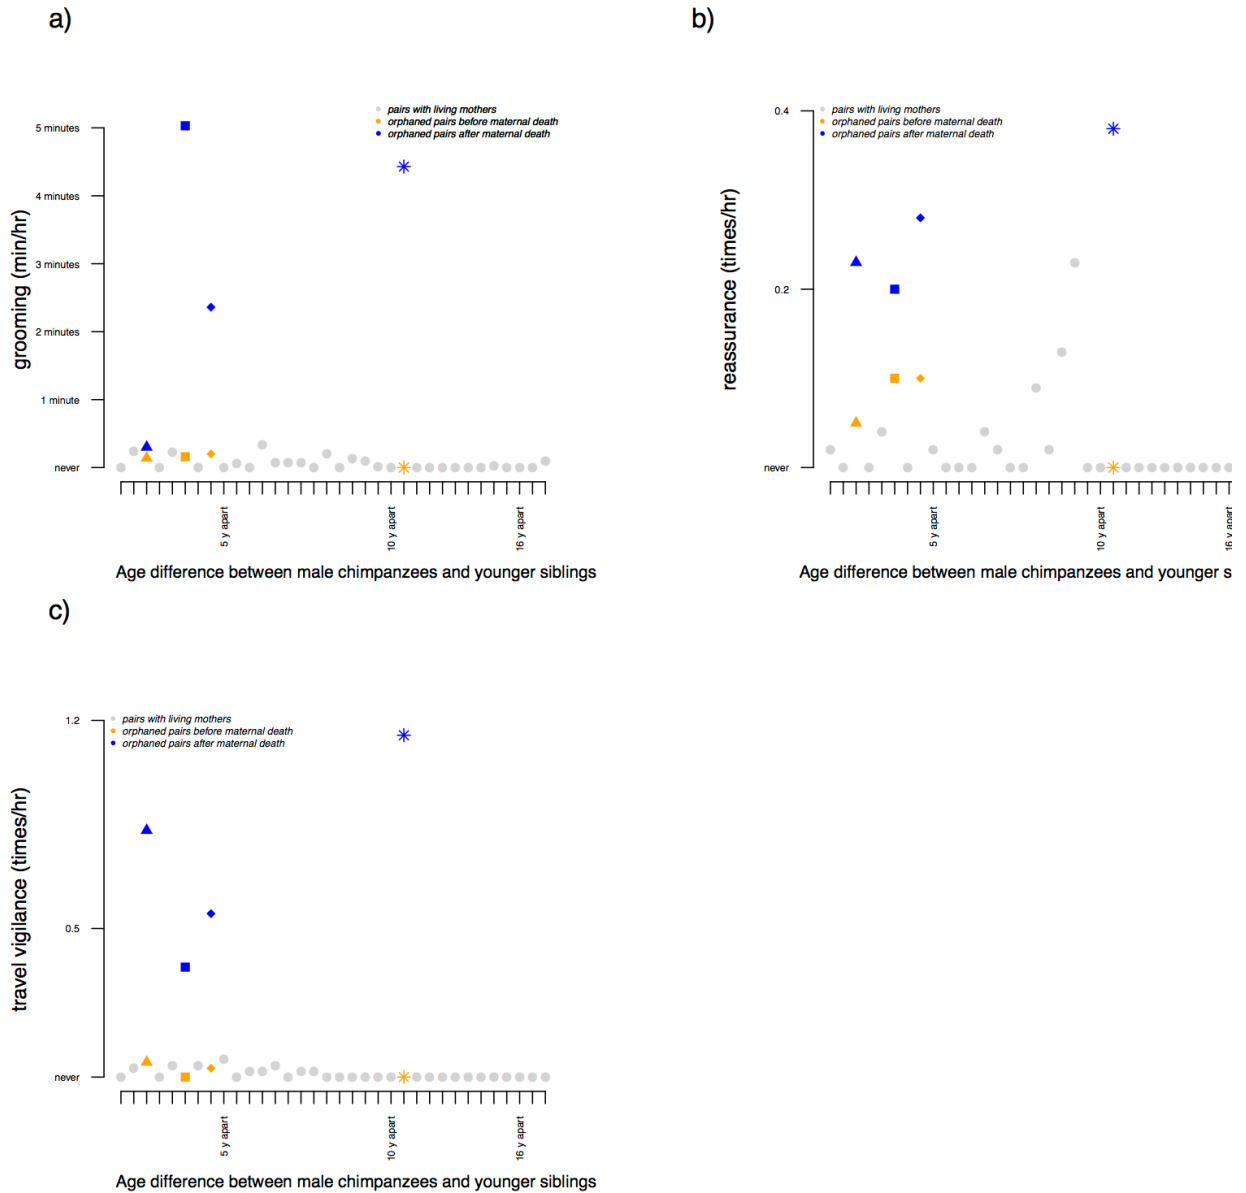 a)
pairs with living mothers
orphaned pairs before maternal death
orphaned pairs after maternal death
5 minutes
4 minutes
3 minutes
2 minutes
1 minute
never
grooming (min/hr)
5 y apart
10 y apart
16 y apart
Age difference between male chimpanzees and younger siblings
b)
pairs with living mothers
orphaned pairs before maternal death
orphaned pairs after maternal death
0.4
0.2
never
reassurance (times/hr)
5 y apart
10 y apart
16 y
Age difference between male chimpanzees and younger s
c)
pairs with living mothers
orphaned pairs before maternal death
orphaned pairs after maternal death
1.2
0.5
never
travel vigilance (times/hr)
5 y apart
10 y apart
16 y apart
Age difference between male chimpanzees and younger siblings